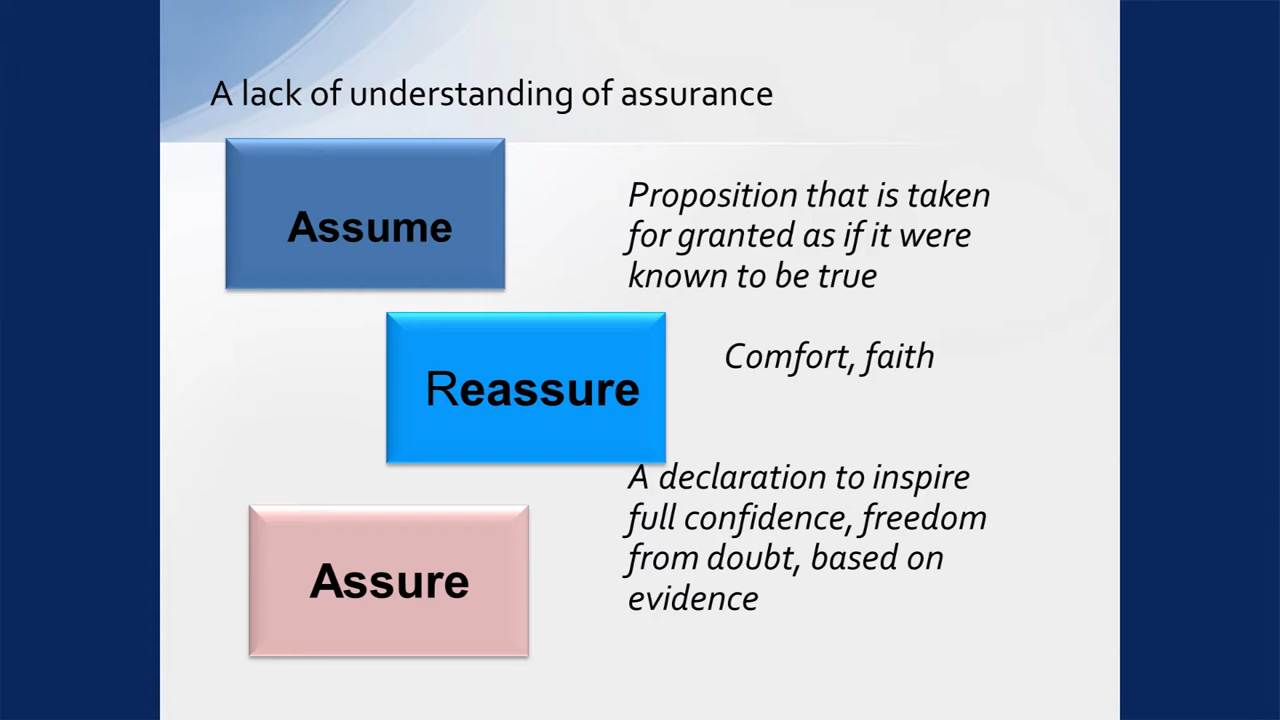 A lack of understanding of assurance
Assume
Proposition that is taken
for granted as if it were
known to be true
Reassure
Comfort, faith
A declaration to inspire
full confidence, freedom
from doubt, based on
evidence
Assure